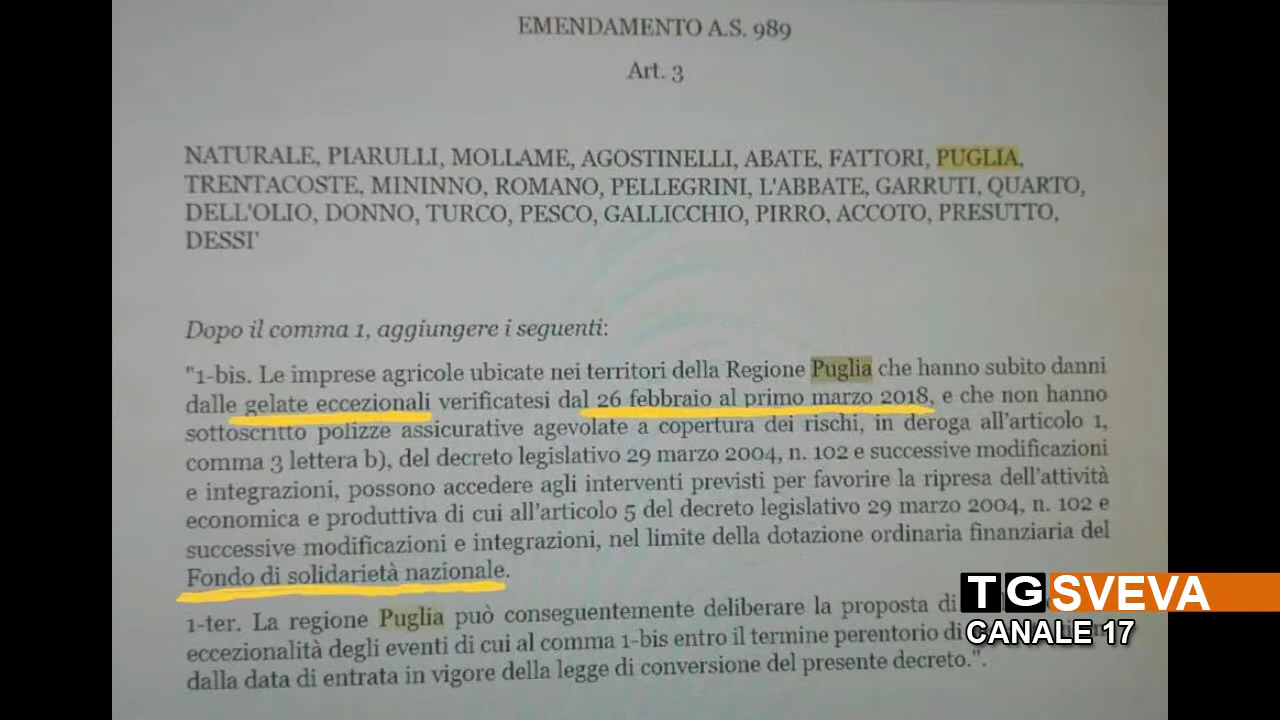 EMENDAMENTO A.S. 989
Art. 3
NATURALE, PIARULLI, MOLLAME, AGOSTINELLI, ABATE, FATTORI, PUGLIA,
TRENTACOSTE, MININNO, ROMANO, PELLEGRINI, L'ABBATE, GARRUTI, QUARTO,
DELL'OLIO, DONNO, TURCO, PESCO, GALLICCHIO, PIRRO, ACCOTO, PRESUTTO,
DESSI'
Dopo il comma 1, aggiungere i seguenti:
"1-bis. Le imprese agricole ubicate nei territori della Regione Puglia che hanno subito danni
dalle gelate eccezionali verificatesi dal 26 febbraio al primo marzo 2018, e che non hanno
sottoscritto polizze assicurative agevolate a copertura dei rischi, in deroga all'articolo 1,
comma 3 lettera b), del decreto legislativo 29 marzo 2004, n. 102 e successive modificazioni
e integrazioni, possono accedere agli interventi previsti per favorire la ripresa dell'attività
economica e produttiva di cui all'articolo 5 del decreto legislativo 29 marzo 2004, n. 102 e
successive modificazioni e integrazioni, nel limite della dotazione ordinaria finanziaria del
Fondo di solidarietà nazionale.
1-ter. La regione Puglia può conseguentemente deliberare la proposta di
eccezionalità degli eventi di cui al comma 1-bis entro il termine perentorio di
dalla data di entrata in vigore della legge di conversione del presente decreto.".
TG SVEVA
CANALE 17